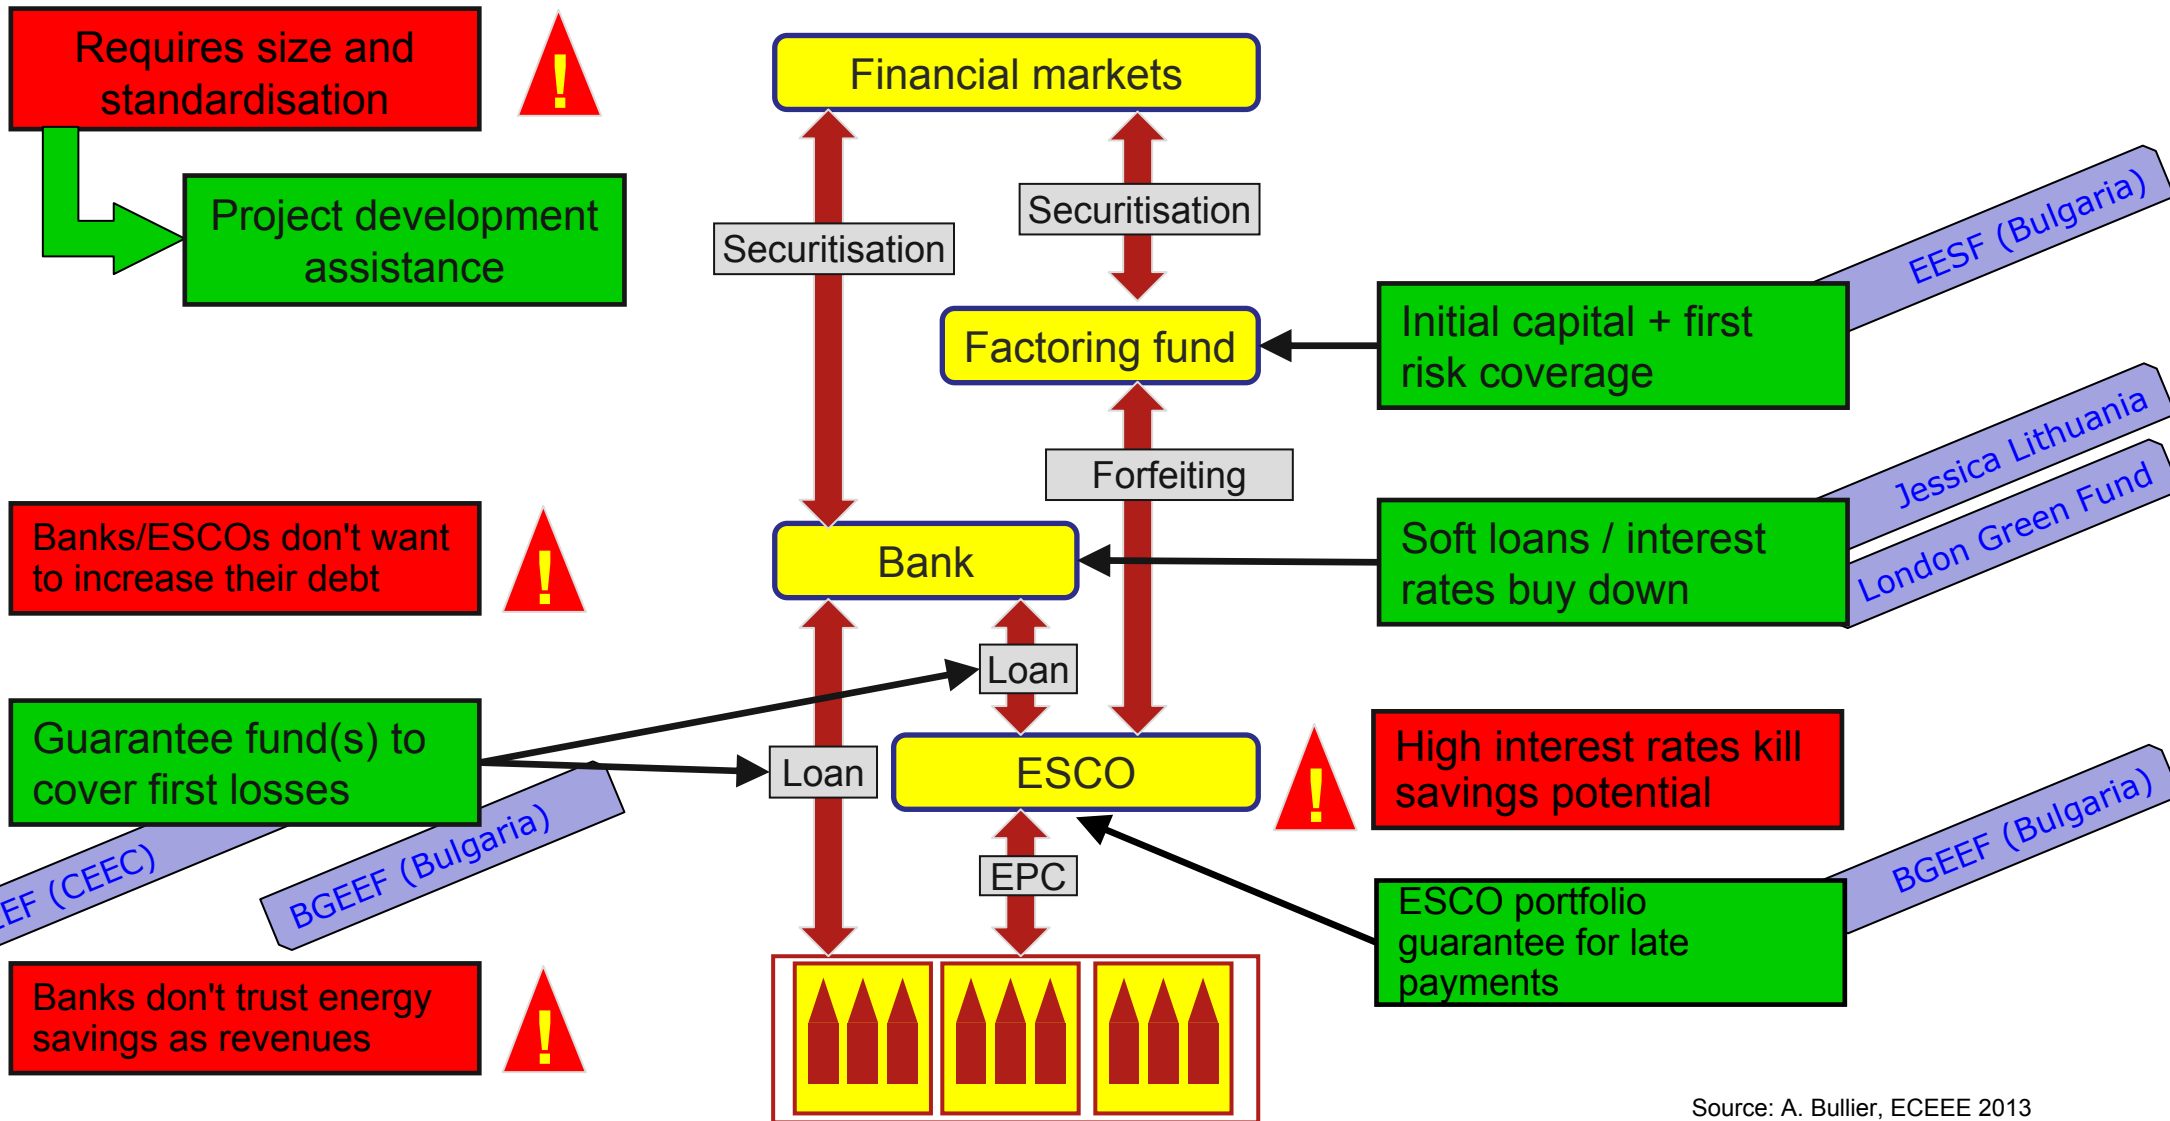 Requires size and
standardisation
!
Financial markets
Project development
assistance
Securitisation
Securitisation
EESF (Bulgaria)
Factoring fund
Initial capital + first
risk coverage
Jessica Lithuania
London Green Fund
Forfeiting
Banks/ESCOs don't want
to increase their debt
!
Bank
Soft loans / interest
rates buy down
Loan
Guarantee fund(s) to
cover first losses
Loan
ESCO
!
High interest rates kill
savings potential
(CEEC)
BGEEF (Bulgaria)
EPC
BGEEF (Bulgaria)
ESCO portfolio
guarantee for late
payments
Banks don't trust energy
savings as revenues
!
Source: A. Bullier, ECEEE 2013